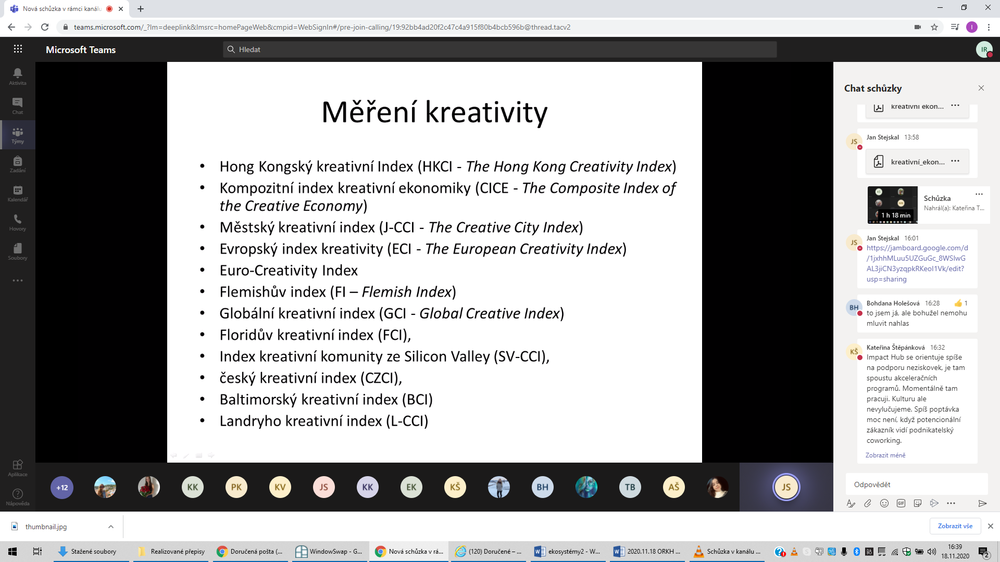 Nová schůzka v rámci kanálu
teams.microsoft.com/_?lm=deeplink&lmsrc=homePageWeb&cmpid=WebSignIn#/pre-join-calling/19:92bb4ad20f2c47c4a915f80b4bcb596b@thread.tacv2
I
Microsoft Teams
Hledat
IR
Aktivita
Chat
Týmy
Zadání
Kalendář
Hovory
Soubory
Aplikace
Nápověda
Měření kreativity
• Hong Kongský kreativní Index (HKCI - The Hong Kong Creativity Index)
• Kompozitní index kreativní ekonomiky (CICE - The Composite Index of
the Creative Economy)
• Městský kreativní index (J-CCI - The Creative City Index)
• Evropský index kreativity (ECI - The European Creativity Index)
• Euro-Creativity Index
• Flemishův index (FI – Flemish Index)
• Globální kreativní index (GCI - Global Creative Index)
• Floridův kreativní index (FCI),
• Index kreativní komunity ze Silicon Valley (SV-CCI),
• český kreativní index (CZCI),
• Baltimorský kreativní index (BCI)
• Landryho kreativní index (L-CCI)
+12
KK
PK
KV
JS
KK
EK
KŠ
BH
TB
AŠ
JS
Chat schůzky
kreativní ekon...
JS
Jan Stejskal 13:58
kreativní_ekon...
1 h 18 min
Schůzka
Nahrál(a): Kateřina T...
JS
Jan Stejskal 16:01
https://jamboard.google.com/d
/1jxhhMLuu5UZGuGc_8WSIwG
AL3jiCN3yzqpkRKeoI1Vk/edit?
usp=sharing
BH
Bohdana Holešová 16:28 👍 1
to jsem já, ale bohužel nemohu
mluvit nahlas
KŠ
Kateřina Štěpánková 16:32
Impact Hub se orientuje spíše
na podporu neziskovek, je tam
spoustu akceleračních
programů. Momentálně tam
pracuji. Kulturu ale
nevylučujeme. Spíš poptávka
moc není, když potencionální
zákazník vidí podnikatelský
coworking.
Zobrazit méně
Odpovědět
GIF
thumbnail.jpg
Zobrazit vše
Stažené soubory
Realizované přepisy
Doručená pošta (...
WindowSwap - G...
Nová schůzka v rá...
(120) Doručené – ...
ekosystémy2 - W...
2020.11.18 ORKH ...
Schůzka v kanálu ...
16:39
18.11.2020
2